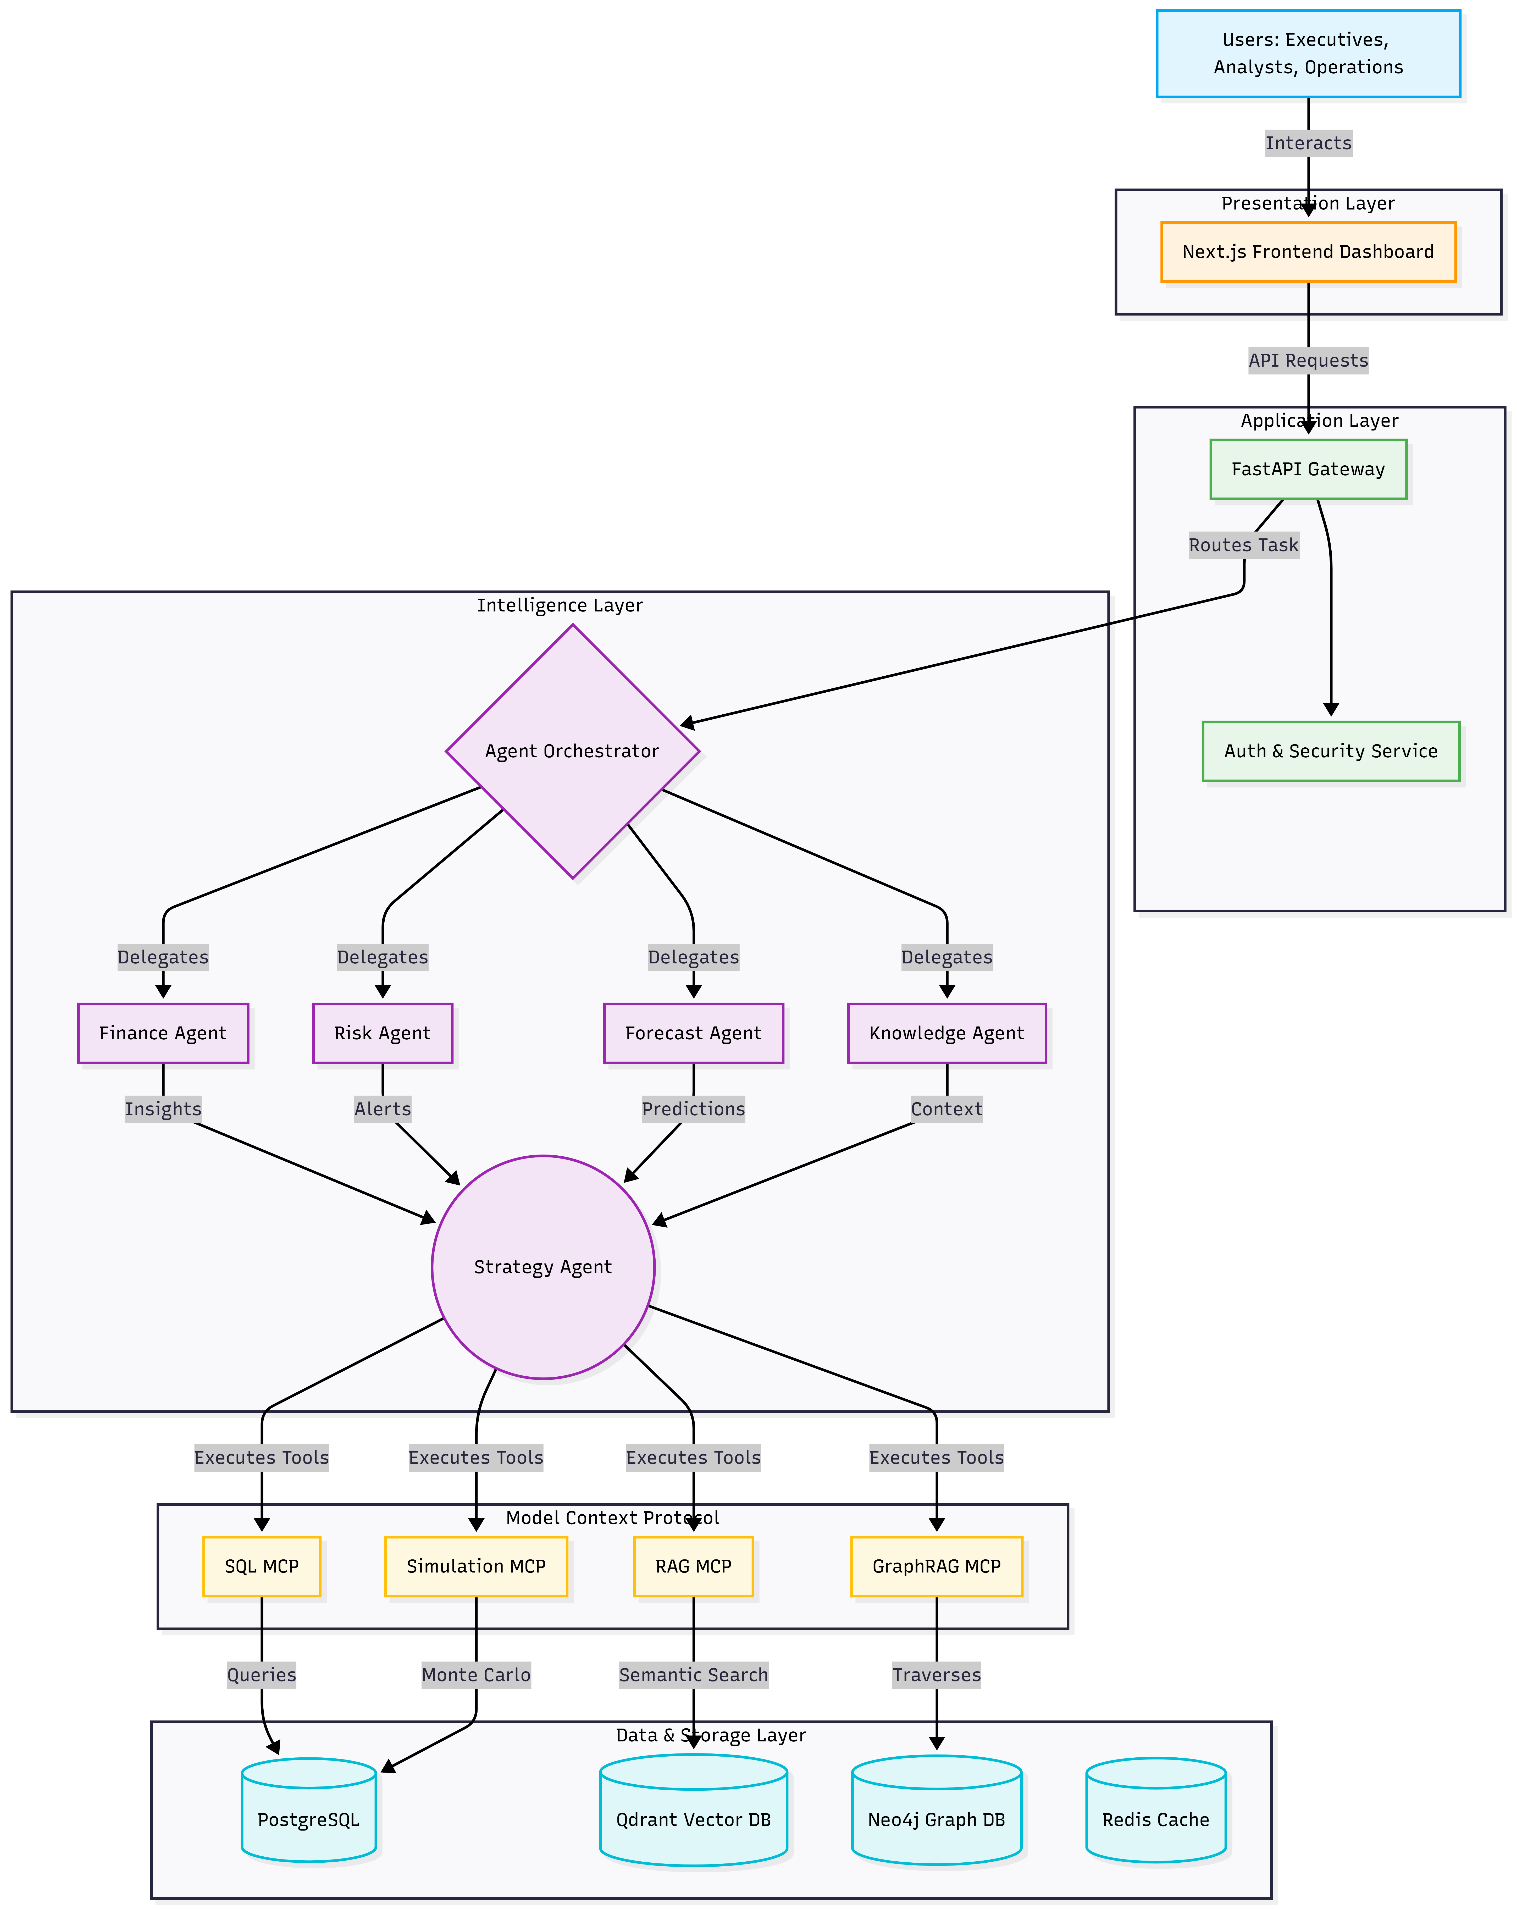 Users: Executives,
Analysts, Operations
Interacts
Presentation Layer
Next.js Frontend Dashboard
API Requests
Application Layer
FastAPI Gateway
Routes Task
Intelligence Layer
Agent Orchestrator
Auth & Security Service
Delegates
Delegates
Delegates
Delegates
Finance Agent
Risk Agent
Forecast Agent
Knowledge Agent
Insights
Alerts
Predictions
Context
Strategy Agent
Executes Tools
Executes Tools
Executes Tools
Executes Tools
Model Context Protocol
SQL MCP
Simulation MCP
RAG MCP
GraphRAG MCP
Queries
Monte Carlo
Semantic Search
Traverses
Data & Storage Layer
PostgreSQL
Qdrant Vector DB
Neo4j Graph DB
Redis Cache